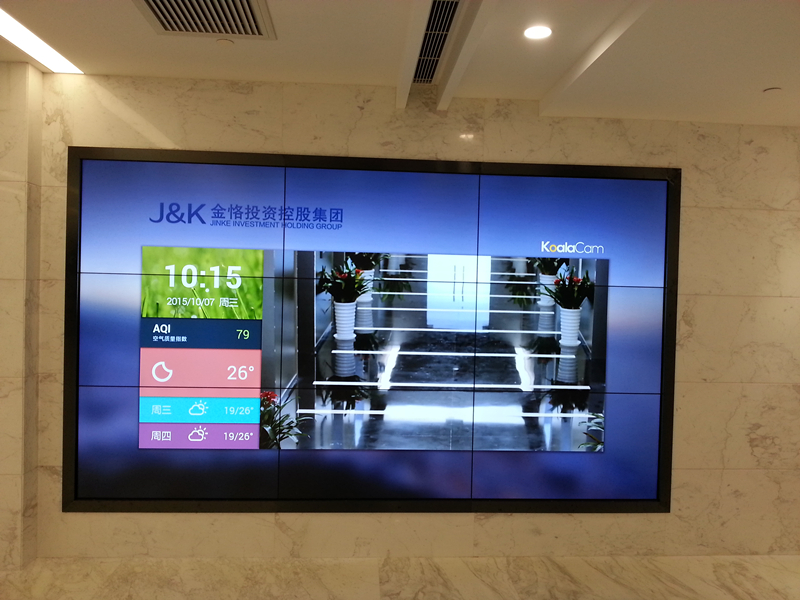 J&K 金恪投资控股集团
JINKE INVESTMENT HOLDING GROUP
KoalaCam
10:15
2015/10/07 周三
AQI
空气质量指数
79
26°
周三 19/26°
周四 19/26°